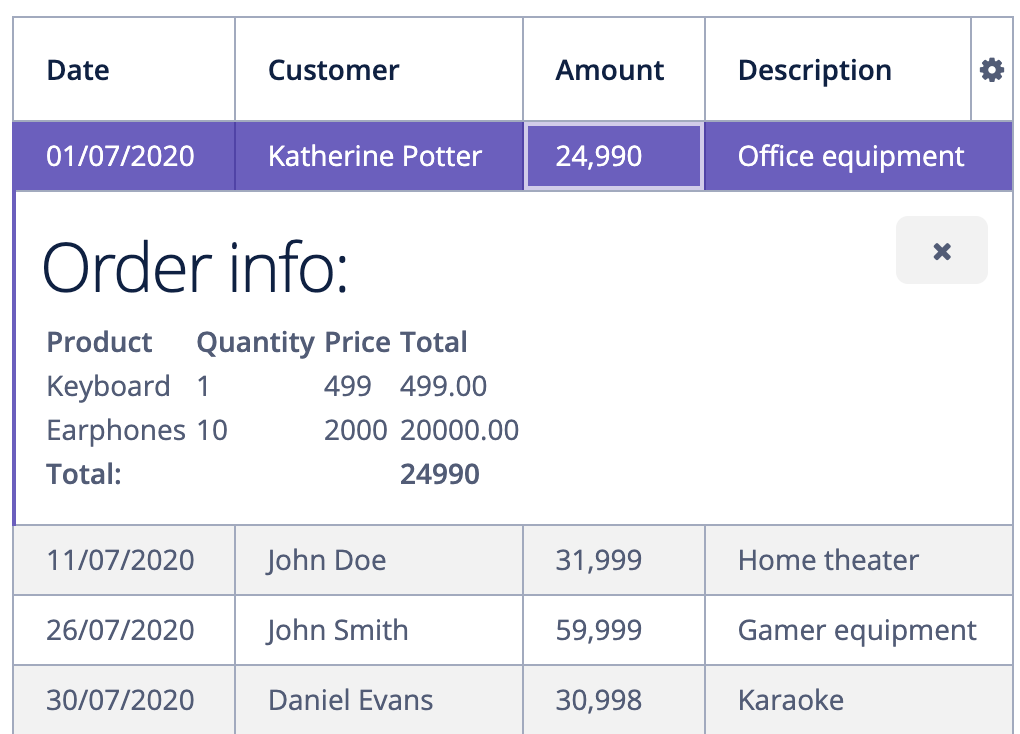 Date Customer Amount Description
01/07/2020 Katherine Potter 24,990 Office equipment
Order info:
Product Quantity Price Total
Keyboard 1 499 499.00
Earphones 10 2000 20000.00
Total: 24990
11/07/2020 John Doe 31,999 Home theater
26/07/2020 John Smith 59,999 Gamer equipment
30/07/2020 Daniel Evans 30,998 Karaoke